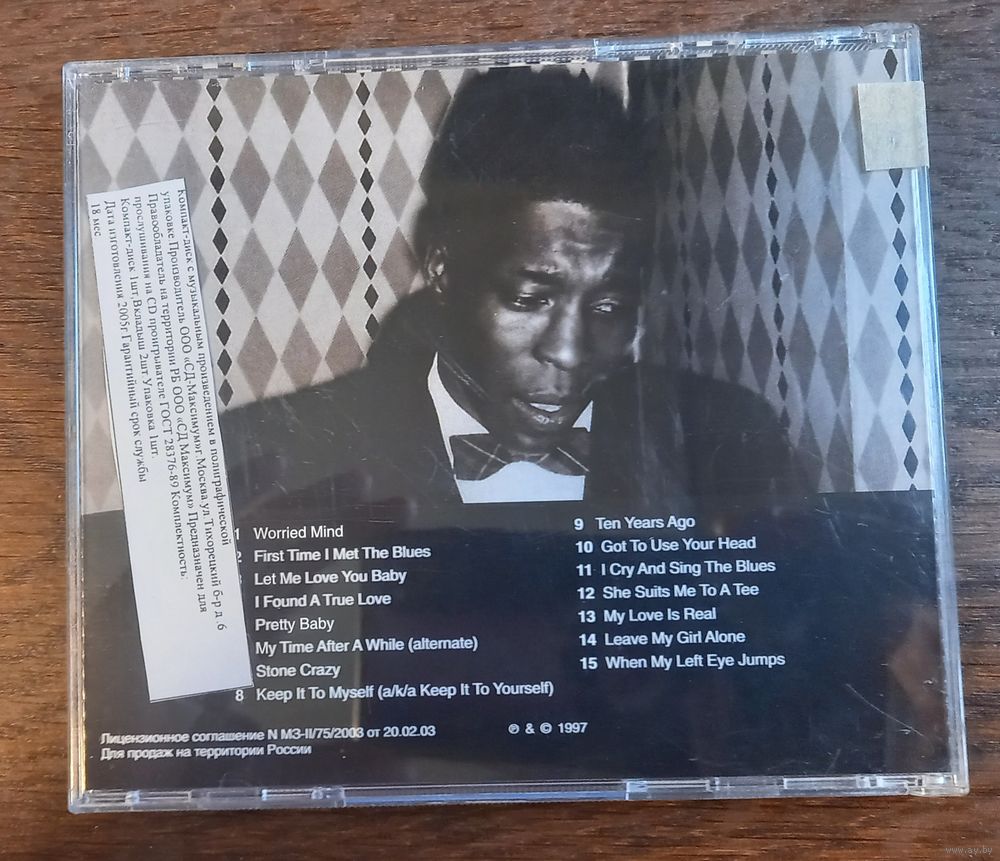 Компакт-диск с музыкальным произведением в полиграфической
упаковке Производитель ООО «СД-Максимум»г.Москва ул Тихорецкий б-р д .6
Правообладатель на территории РБ ООО «СД Максимум» Предназначен для
прослушивания на CD проигрывателе ГОСТ 28376-89 Комплектность:
Компакт-диск 1шт,Вкладыш 2шт Упаковка 1шт.
Дата изготовления 2005г Гарантийный срок службы
18 мес
1 Worried Mind
2 First Time I Met The Blues
Let Me Love You Baby
I Found A True Love
Pretty Baby
My Time After A While (alternate)
Stone Crazy
8 Keep It To Myself (a/k/a Keep It To Yourself)
9 Ten Years Ago
10 Got To Use Your Head
11 I Cry And Sing The Blues
12 She Suits Me To A Tee
13 My Love Is Real
14 Leave My Girl Alone
15 When My Left Eye Jumps
Лицензионное соглашение N МЗ-II/75/2003 от 20.02.03
Для продаж на территории России
℗ & © 1997
www.ay.by